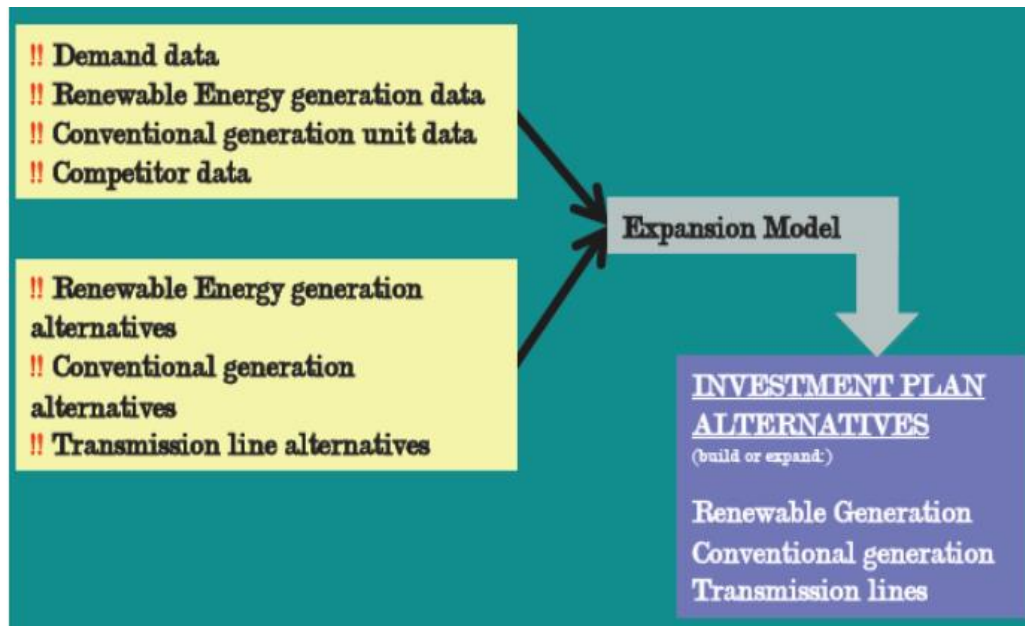 !! Demand data
!! Renewable Energy generation data
!! Conventional generation unit data
!! Competitor data
!! Renewable Energy generation
alternatives
!! Conventional generation
alternatives
!! Transmission line alternatives
Expansion Model
INVESTMENT PLAN
ALTERNATIVES
(build or expand:)
Renewable Generation
Conventional generation
Transmission lines